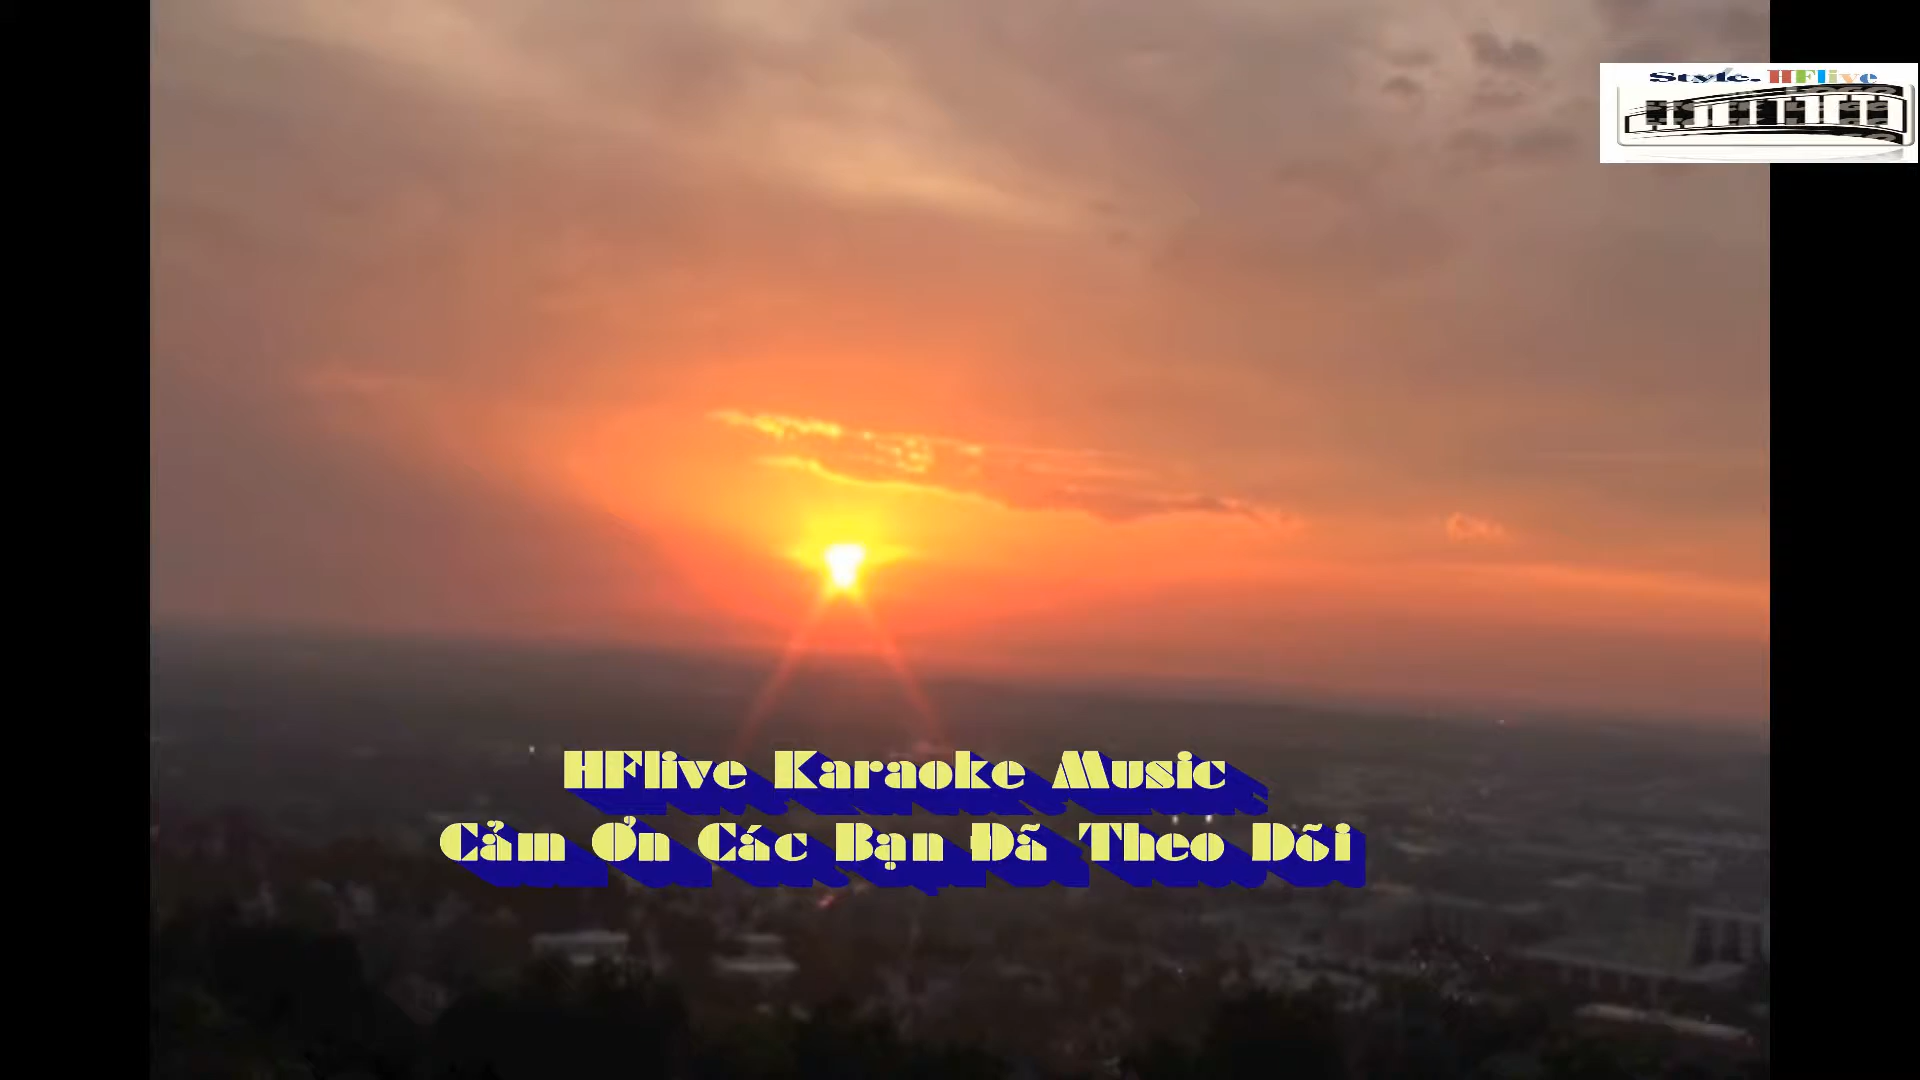 Style. HFlive
HFlive Karaoke Music
Cảm Ơn Các Bạn Đã Theo Dõi